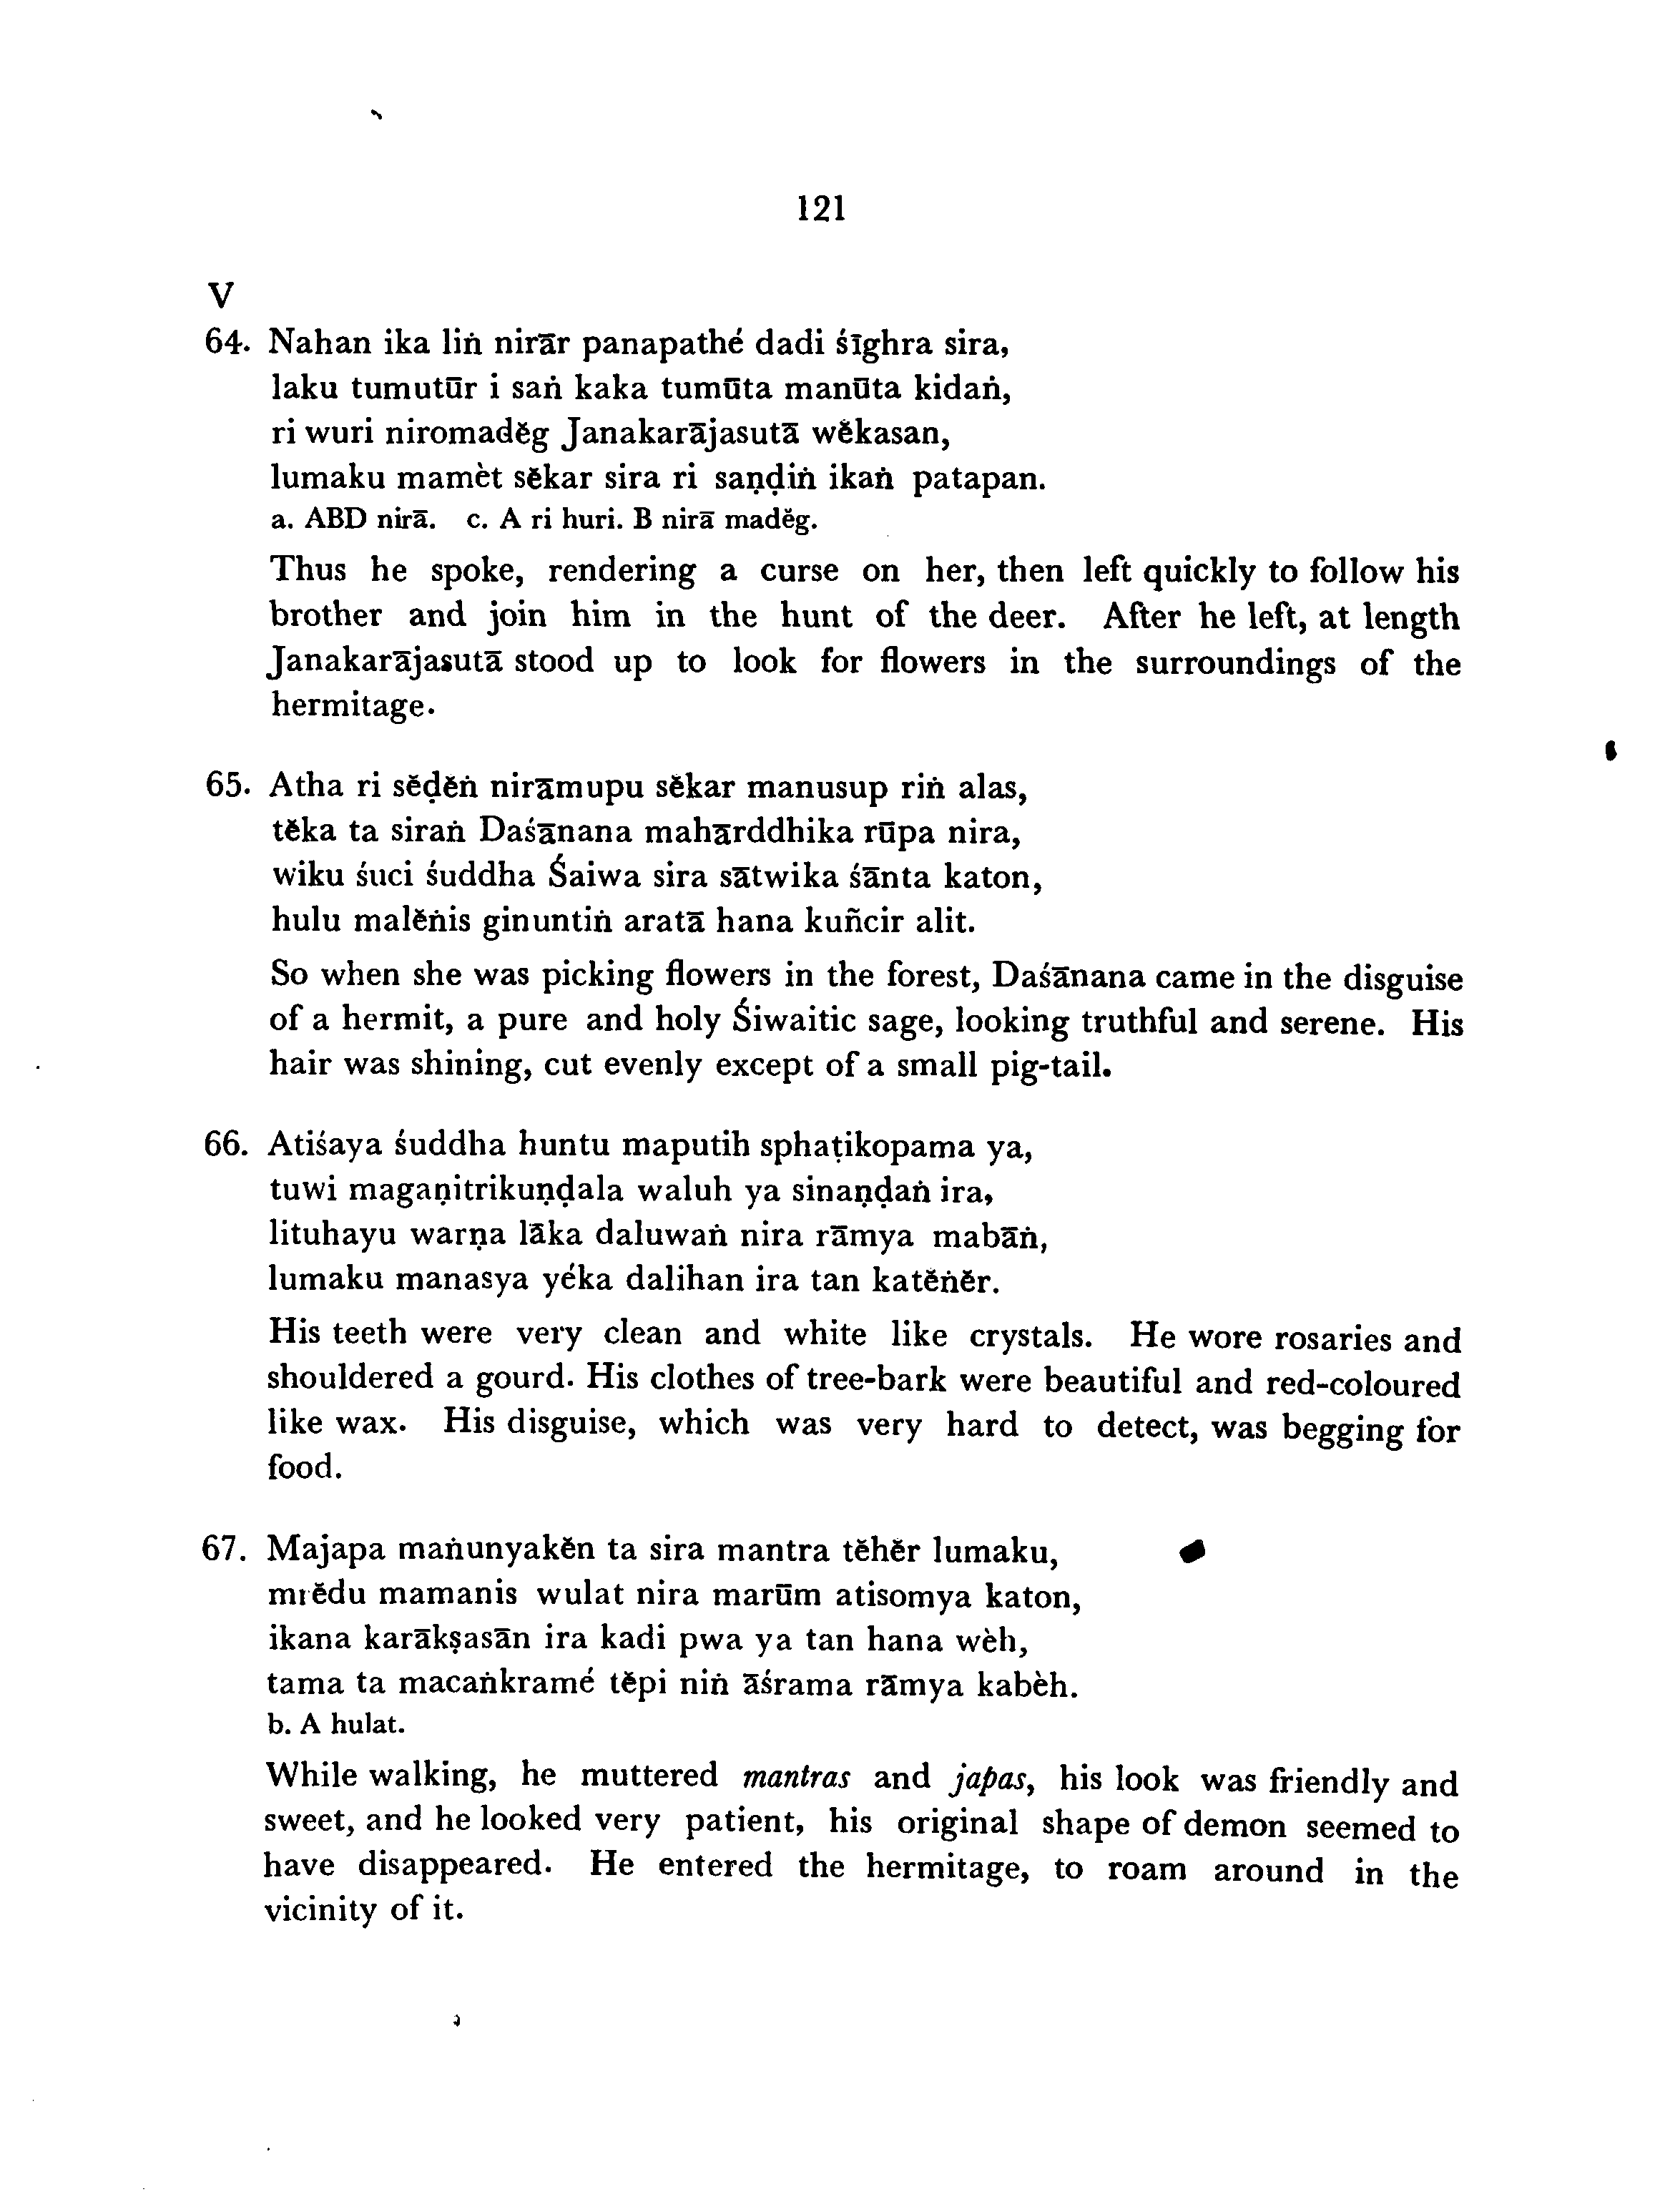 121
V
64. Nahan ika liṅ nirār panapathé dadi śīghra sira,
laku tumutūr i saṅ kaka tumūta manūta kidaṅ,
ri wuri niromadĕg Janakarājasutā wĕkasan,
lumaku mamèt sĕkar sira ri saṇḍiṅ ikaṅ patapan.
a. ABD nirā. c. A ri huri. B nirā madĕg.
Thus he spoke, rendering a curse on her, then left quickly to follow his
brother and join him in the hunt of the deer. After he left, at length
Janakarājasutā stood up to look for flowers in the surroundings of the
hermitage.
65. Atha ri sĕḍĕṅ nirāmupu sĕkar manusup riṅ alas,
tĕka ta siraṅ Daśānana mahārddhika rūpa nira,
wiku śuci śuddha Śaiwa sira sātwika śānta katon,
hulu malĕṅis ginuntiṅ aratā hana kuñcir alit.
So when she was picking flowers in the forest, Daśānana came in the disguise
of a hermit, a pure and holy Śiwaitic sage, looking truthful and serene. His
hair was shining, cut evenly except of a small pig-tail.
66. Atiśaya śuddha huntu maputih sphaṭikopama ya,
tuwi magaṇitrikuṇḍala waluh ya sinaṇḍaṅ ira,
lituhayu warṇa lāka daluwaṅ nira rāmya mabāṅ,
lumaku manasya yéka dalihan ira tan katĕṅĕr.
His teeth were very clean and white like crystals. He wore rosaries and
shouldered a gourd. His clothes of tree-bark were beautiful and red-coloured
like wax. His disguise, which was very hard to detect, was begging for
food.
67. Majapa maṅunyakĕn ta sira mantra tĕhĕr lumaku,
mrĕdu mamanis wulat nira marūm atisomya katon,
ikana karākṣasān ira kadi pwa ya tan hana wèh,
tama ta macaṅkramé tĕpi niṅ āśrama rāmya kabèh.
b. A hulat.
While walking, he muttered mantras and japas, his look was friendly and
sweet, and he looked very patient, his original shape of demon seemed to
have disappeared. He entered the hermitage, to roam around in the
vicinity of it.